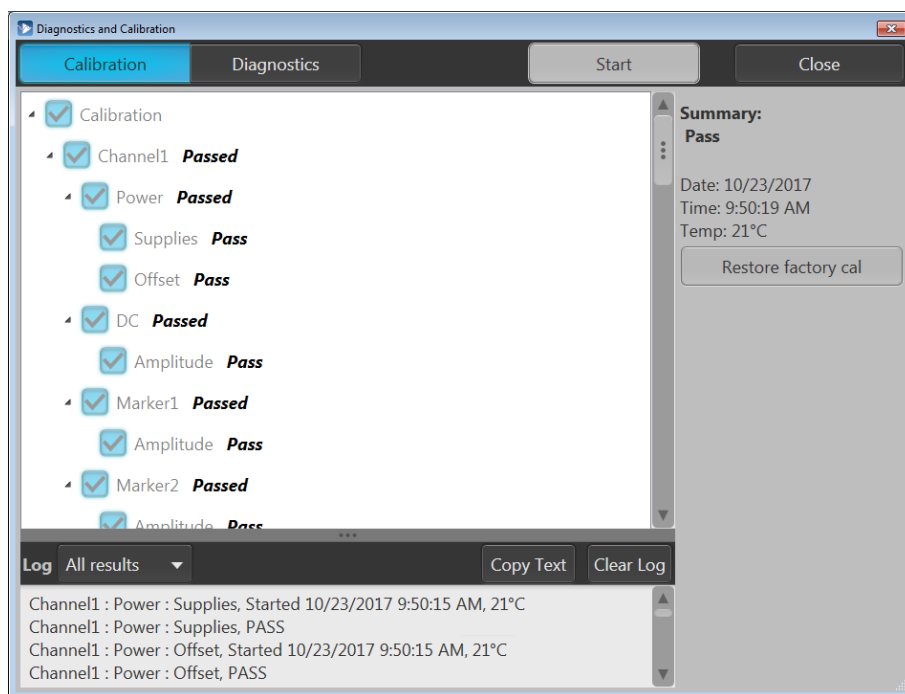 Diagnostics and Calibration
Calibration Diagnostics Start Close
Calibration
Channel1 Passed
Power Passed
Supplies Pass
Offset Pass
DC Passed
Amplitude Pass
Marker1 Passed
Amplitude Pass
Marker2 Passed
Amplitude Pass
Summary:
Pass
Date: 10/23/2017
Time: 9:50:19 AM
Temp: 21°C
Restore factory cal
Log All results Copy Text Clear Log
Channel1 : Power : Supplies, Started 10/23/2017 9:50:15 AM, 21°C
Channel1 : Power : Supplies, PASS
Channel1 : Power : Offset, Started 10/23/2017 9:50:15 AM, 21°C
Channel1 : Power : Offset, PASS